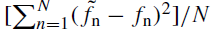 [∑_{n=1}^{N}(f̃_n − f_n)²]/N